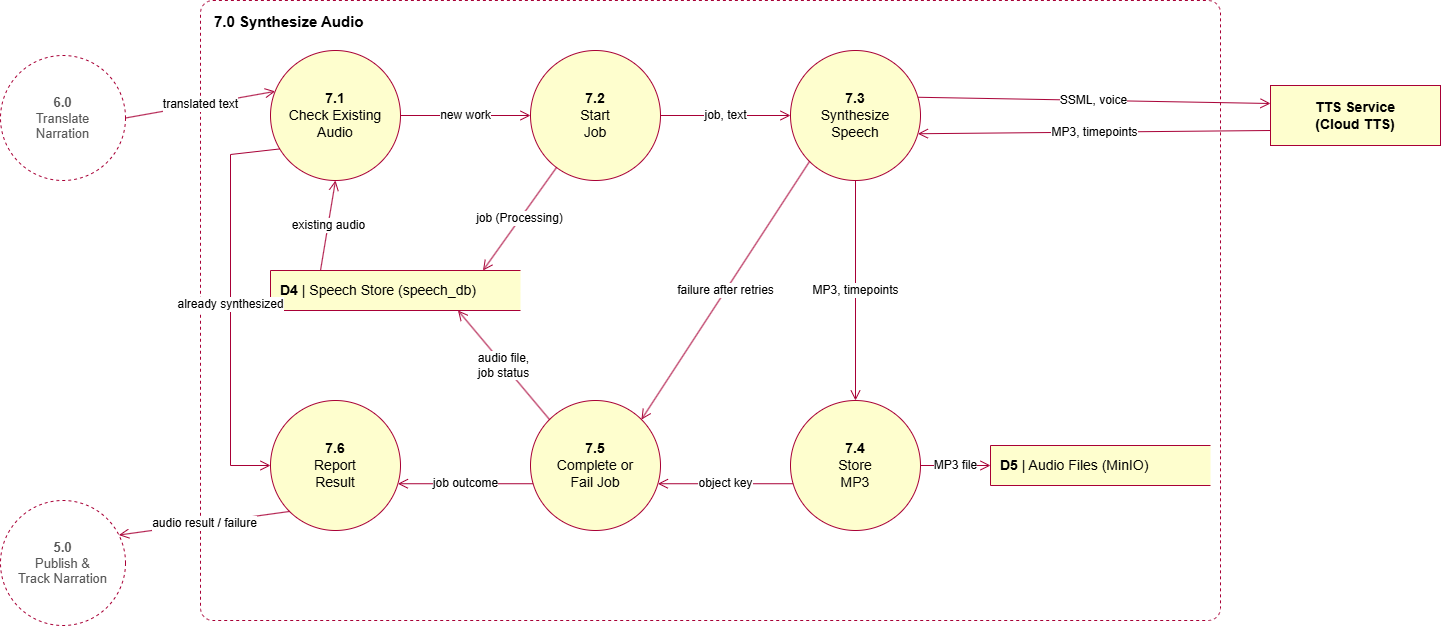 7.0 Synthesize Audio
6.0
Translate
Narration
translated text
7.1
Check Existing
Audio
new work
7.2
Start
Job
job, text
7.3
Synthesize
Speech
SSML, voice
MP3, timepoints
TTS Service
(Cloud TTS)
existing audio
job (Processing)
D4 | Speech Store (speech_db)
already synthesized
failure after retries
MP3, timepoints
audio file,
job status
7.6
Report
Result
job outcome
7.5
Complete or
Fail Job
object key
7.4
Store
MP3
MP3 file
D5 | Audio Files (MinIO)
audio result / failure
5.0
Publish &
Track Narration